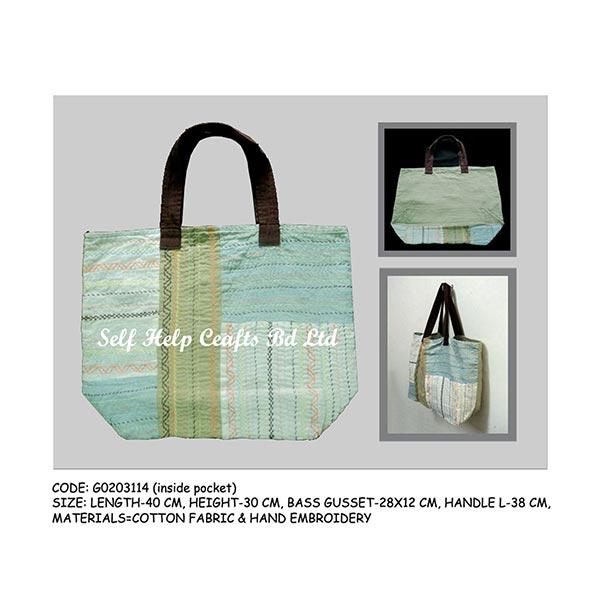 Self Help Ceafts Bd Ltd
CODE: G0203114 (inside pocket)
SIZE: LENGTH-40 CM, HEIGHT-30 CM, BASS GUSSET-28X12 CM, HANDLE L-38 CM,
MATERIALS=COTTON FABRIC & HAND EMBROIDERY